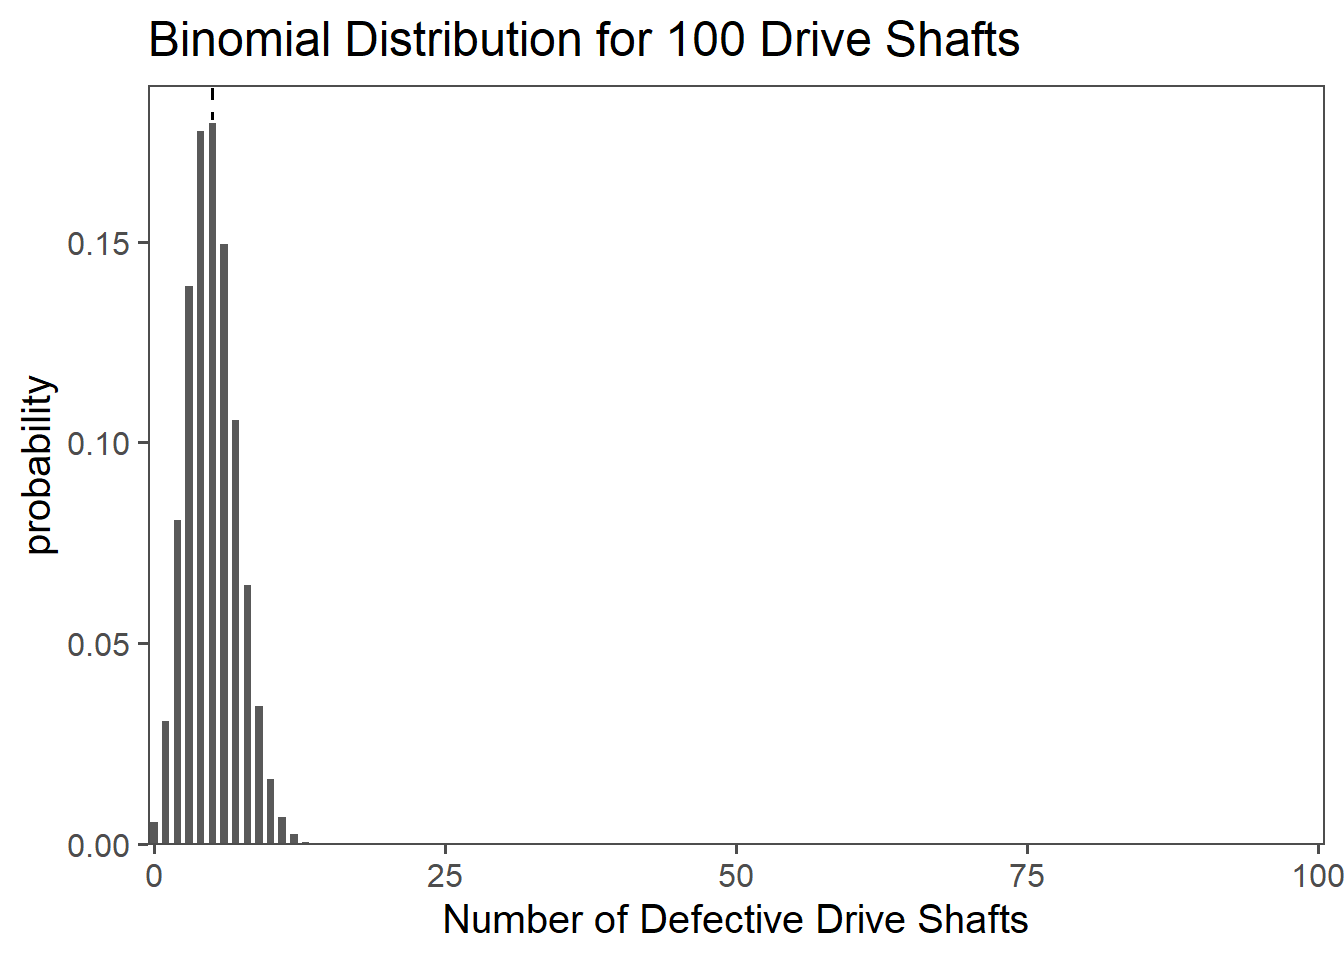 Binomial Distribution for 100 Drive Shafts
probability
0.15
0.10
0.05
0.00
0 25 50 75 100
Number of Defective Drive Shafts